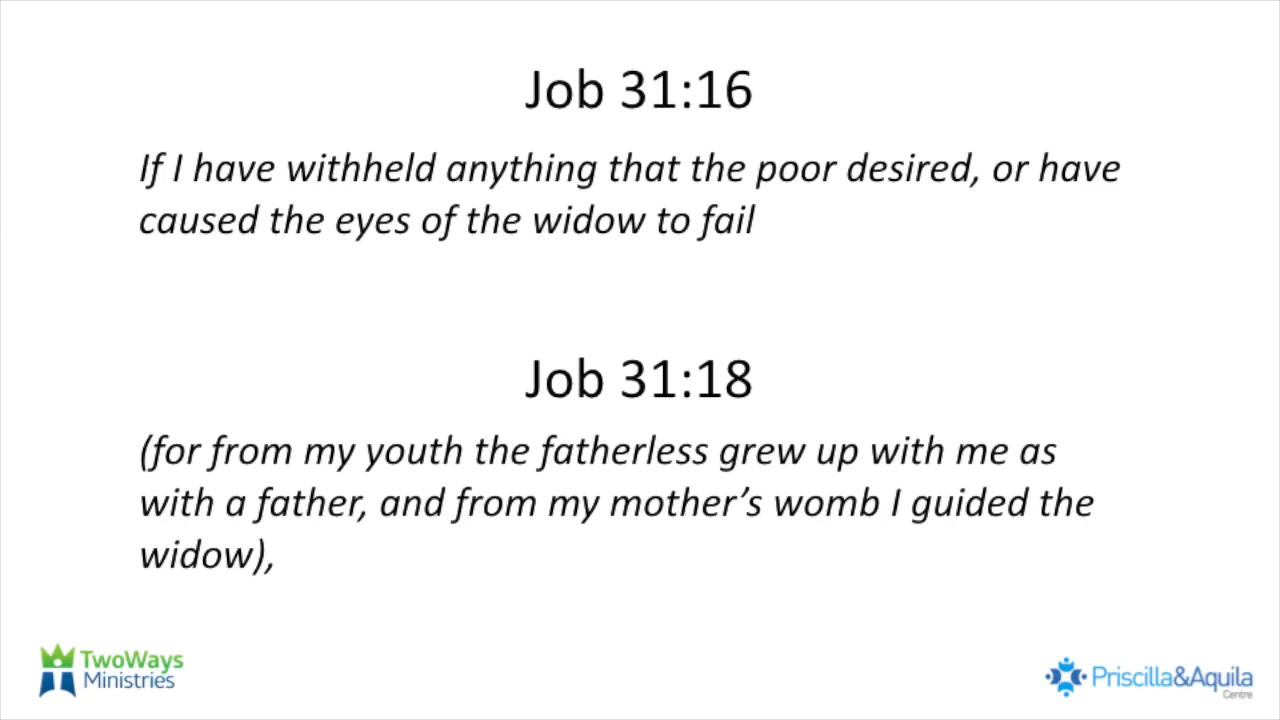 Job 31:16
If I have withheld anything that the poor desired, or have
caused the eyes of the widow to fail
Job 31:18
(for from my youth the fatherless grew up with me as
with a father, and from my mother’s womb I guided the
widow),
TwoWays
Ministries
Priscilla&Aquila
Centre